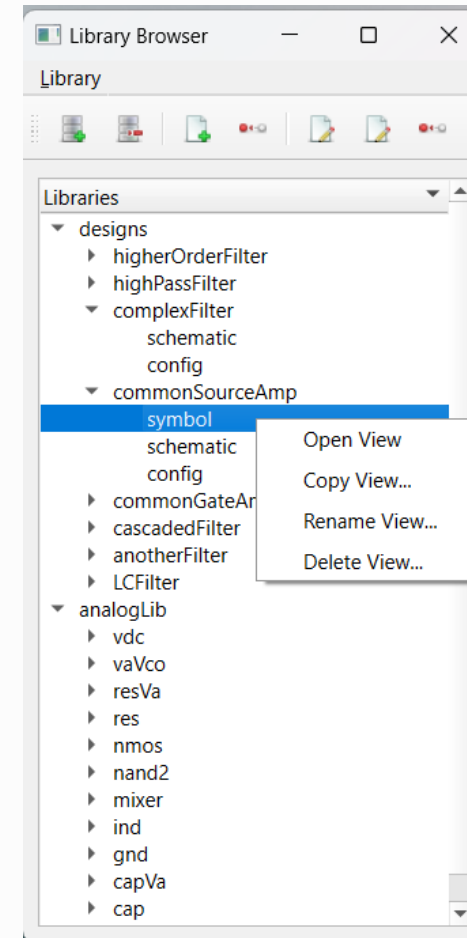 Library Browser
Library
Libraries
designs
higherOrderFilter
highPassFilter
complexFilter
schematic
config
commonSourceAmp
symbol
schematic
config
commonGateAr
cascadedFilter
anotherFilter
LCFilter
Open View
Copy View...
Rename View...
Delete View...
analogLib
vdc
vaVco
resVa
res
nmos
nand2
mixer
ind
gnd
capVa
cap